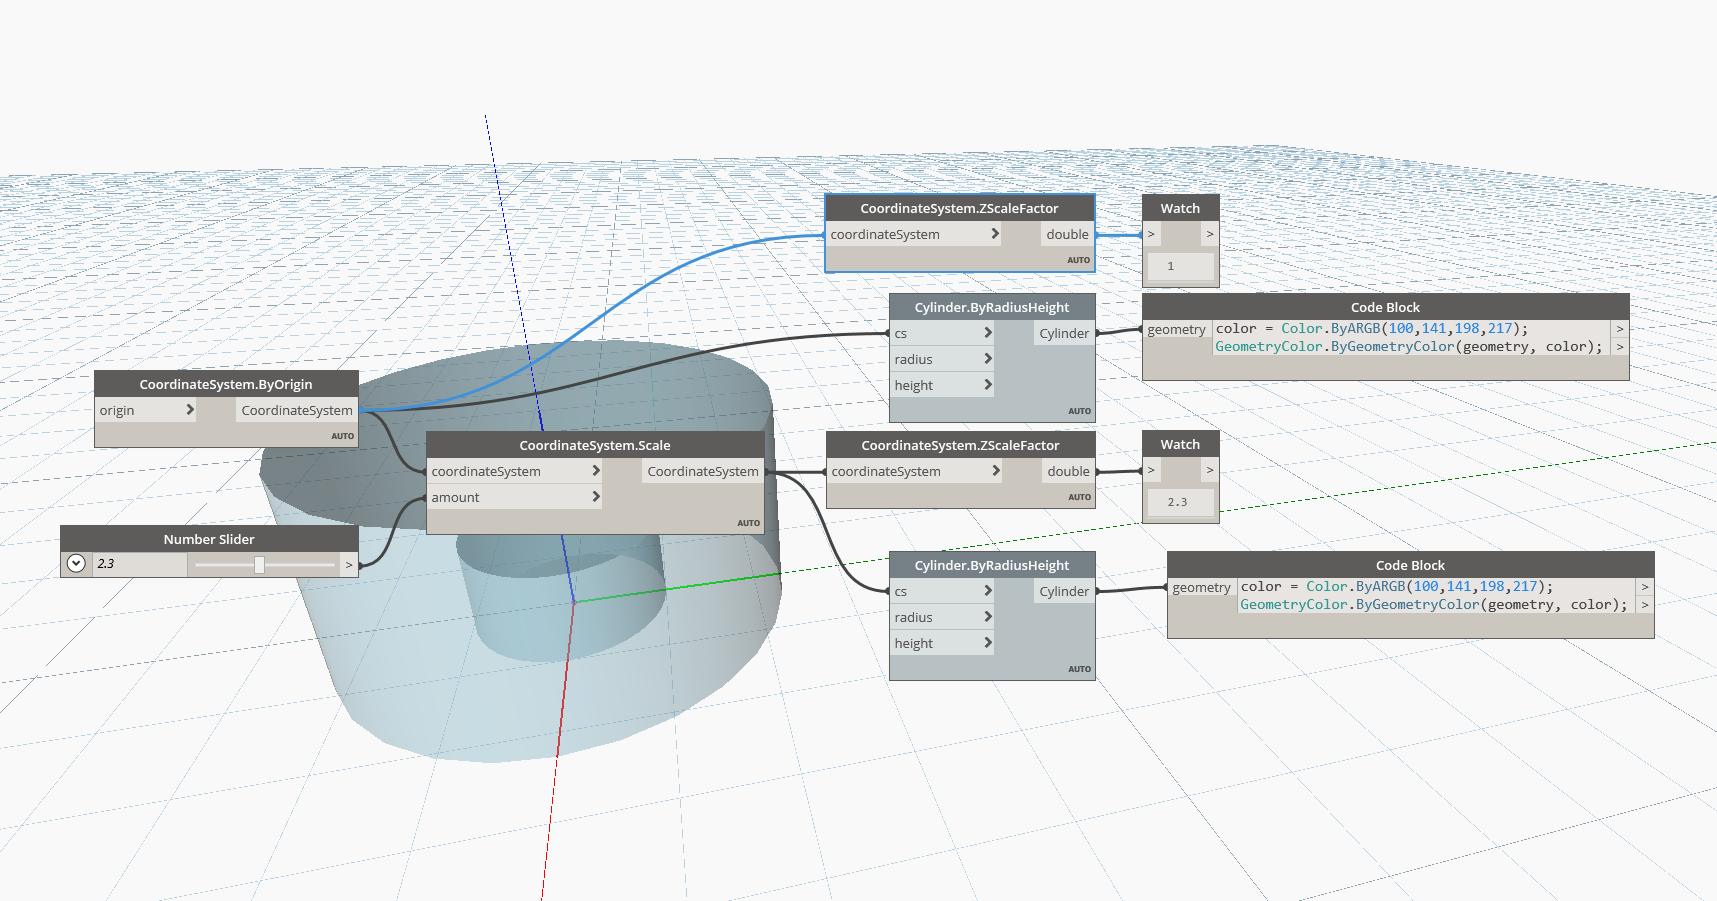 CoordinateSystem.ZScaleFactor
coordinateSystem > double
AUTO
Watch
> >
1
Cylinder.ByRadiusHeight
cs > Cylinder
radius >
height >
AUTO
Code Block
geometry color = Color.ByARGB(100,141,198,217); >
GeometryColor.ByGeometryColor(geometry, color); >
CoordinateSystem.ByOrigin
origin > CoordinateSystem
AUTO
CoordinateSystem.Scale
coordinateSystem > CoordinateSystem
amount >
AUTO
CoordinateSystem.ZScaleFactor
coordinateSystem > double
AUTO
Watch
> >
2.3
Number Slider
2.3 >
Cylinder.ByRadiusHeight
cs > Cylinder
radius >
height >
AUTO
Code Block
geometry color = Color.ByARGB(100,141,198,217); >
GeometryColor.ByGeometryColor(geometry, color); >